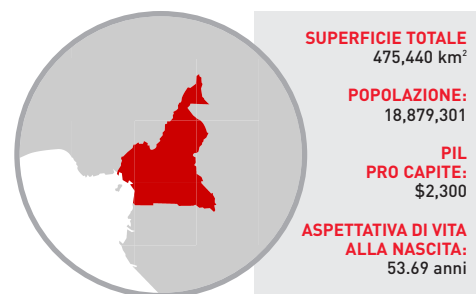 SUPERFICIE TOTALE
475,440 km²
POPOLAZIONE:
18,879,301
PIL
PRO CAPITE:
$2,300
ASPETTATIVA DI VITA
ALLA NASCITA:
53.69 anni